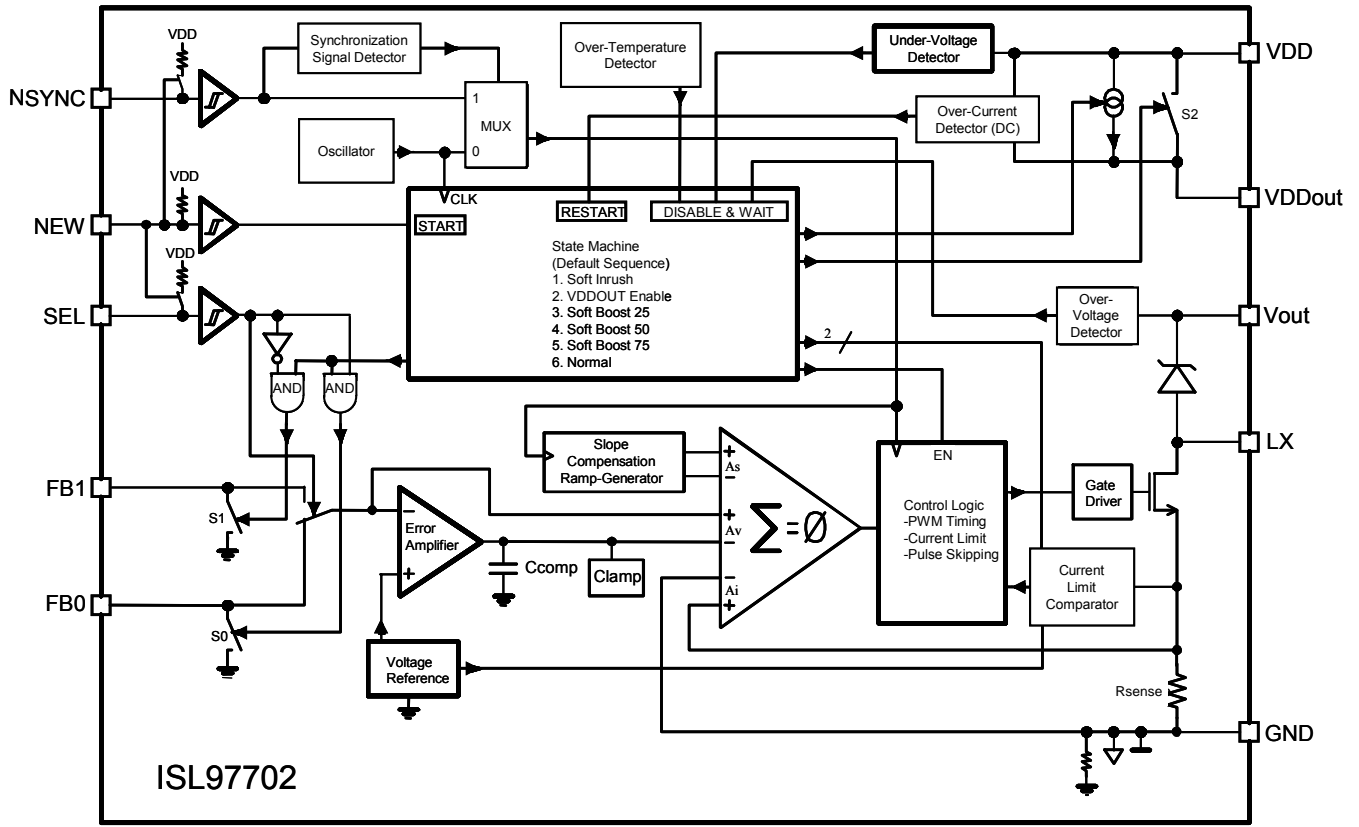 VDD
Synchronization
Signal Detector
Over-Temperature
Detector
Under-Voltage
Detector
VDD
NSYNC
1
MUX
0
Over-Current
Detector (DC)
S2
Oscillator
VDD
CLK
VDDout
NEW
START
RESTART
DISABLE & WAIT
VDD
State Machine
(Default Sequence)
1. Soft Inrush
2. VDDOUT Enable
3. Soft Boost 25
4. Soft Boost 50
5. Soft Boost 75
6. Normal
SEL
Over-
Voltage
Detector
Vout
2
AND
AND
LX
Slope
Compensation
Ramp-Generator
+
As
−
EN
FB1
S1
−
Error
Amplifier
+
+
Av
−
Σ=Ø
−
Ai
+
Control Logic
-PWM Timing
-Current Limit
-Pulse Skipping
Gate
Driver
Ccomp
Clamp
Current
Limit
Comparator
FB0
S0
Voltage
Reference
Rsense
GND
ISL97702